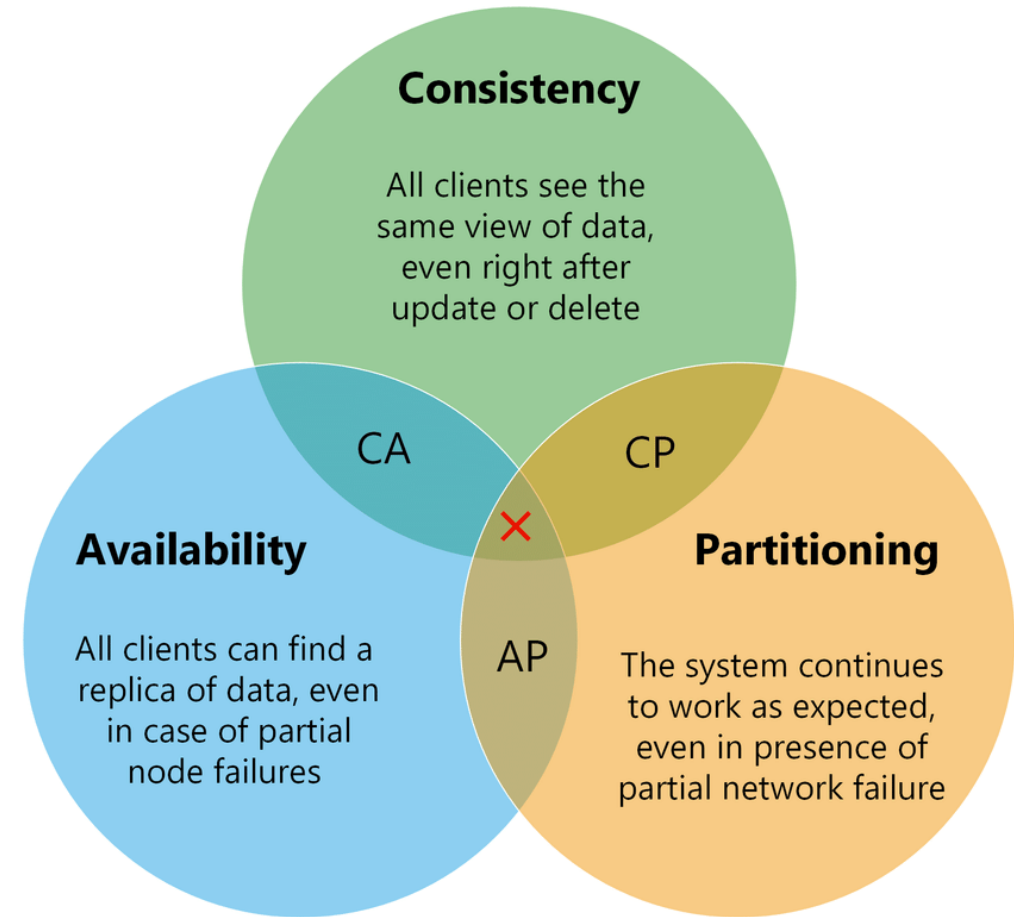 Consistency
All clients see the
same view of data,
even right after
update or delete
CA
CP
×
Availability
All clients can find a
replica of data, even
in case of partial
node failures
AP
Partitioning
The system continues
to work as expected,
even in presence of
partial network failure